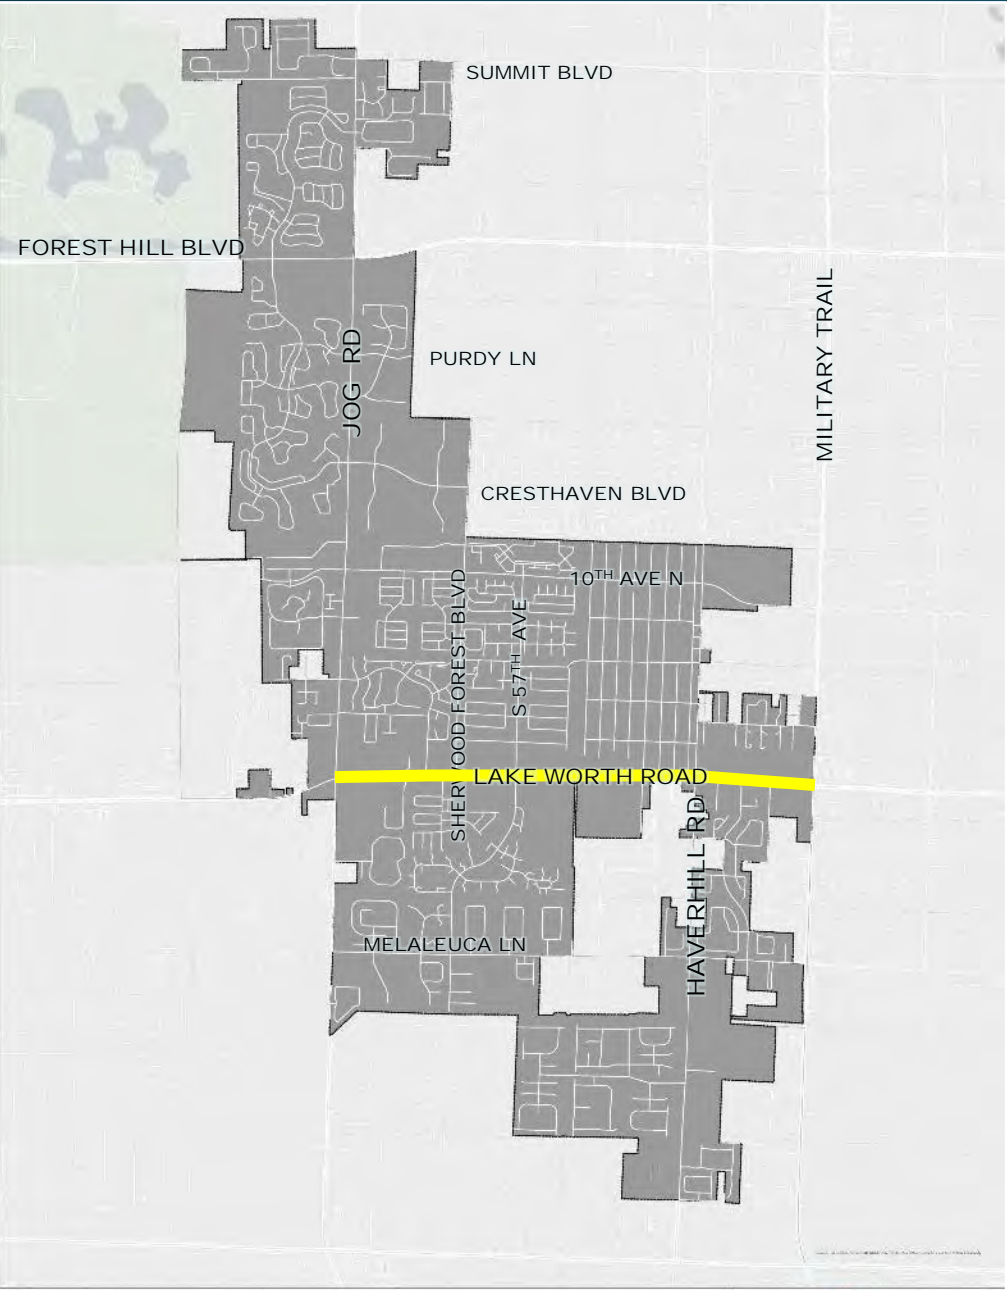 SUMMIT BLVD
FOREST HILL BLVD
MILITARY TRAIL
JOG RD
PURDY LN
CRESTHAVEN BLVD
10TH AVE N
SHERWOOD FOREST BLVD
S 57TH AVE
LAKE WORTH ROAD
HAVERHILL RD
MELALEUCA LN